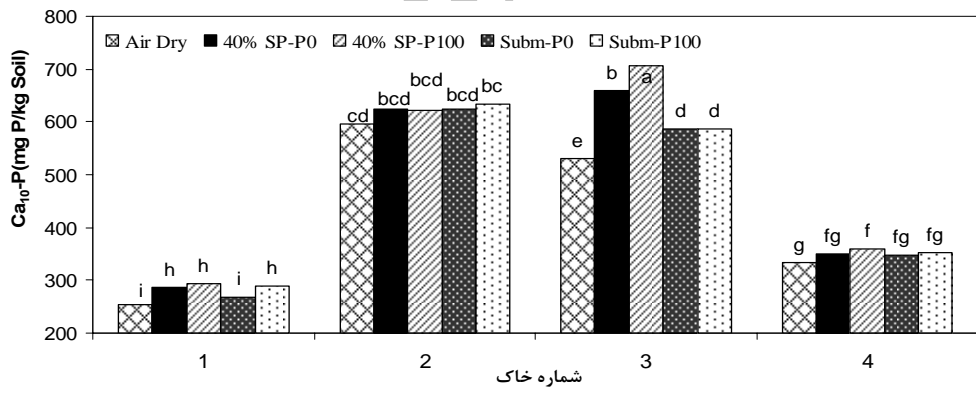 800
Air Dry 40% SP-P0 40% SP-P100 Subm-P0 Subm-P100
700
600
500
400
300
200
Ca10-P(mg P/kg Soil)
i h h i h
cd bcd bcd bcd bc
e b a d d
g fg f fg fg
1 2 3 4
شماره خاک